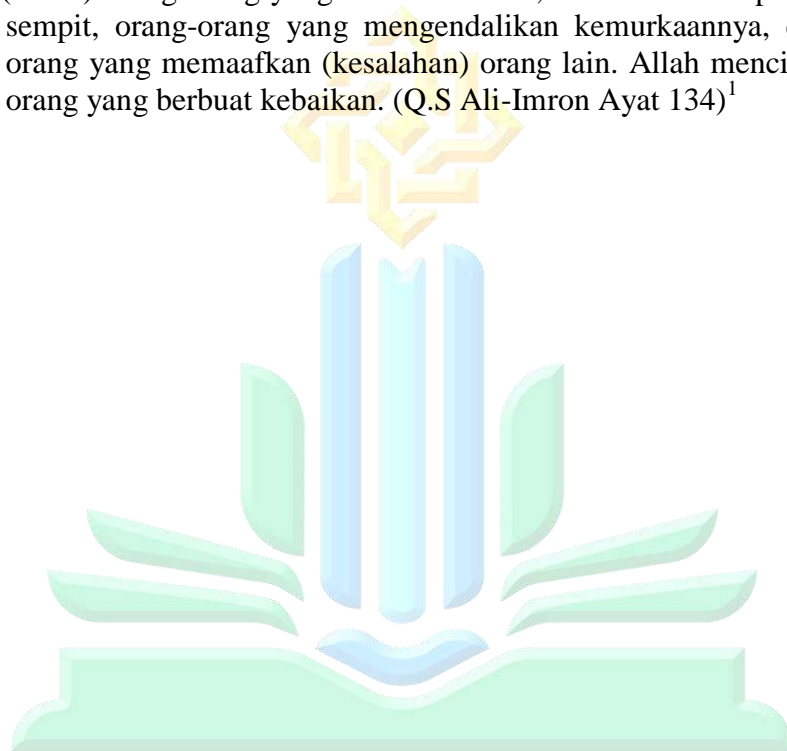 sempit, orang-orang yang mengendalikan kemurkaannya,
orang yang memaafkan (kesalahan) orang lain. Allah menci
orang yang berbuat kebaikan. (Q.S Ali-Imron Ayat 134)1